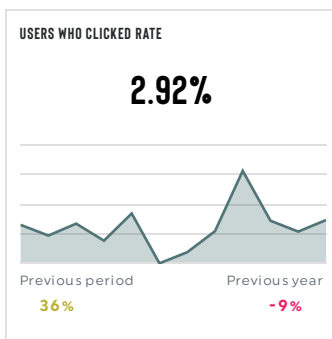 USERS WHO CLICKED RATE
2.92%
Previous period Previous year
36% -9%